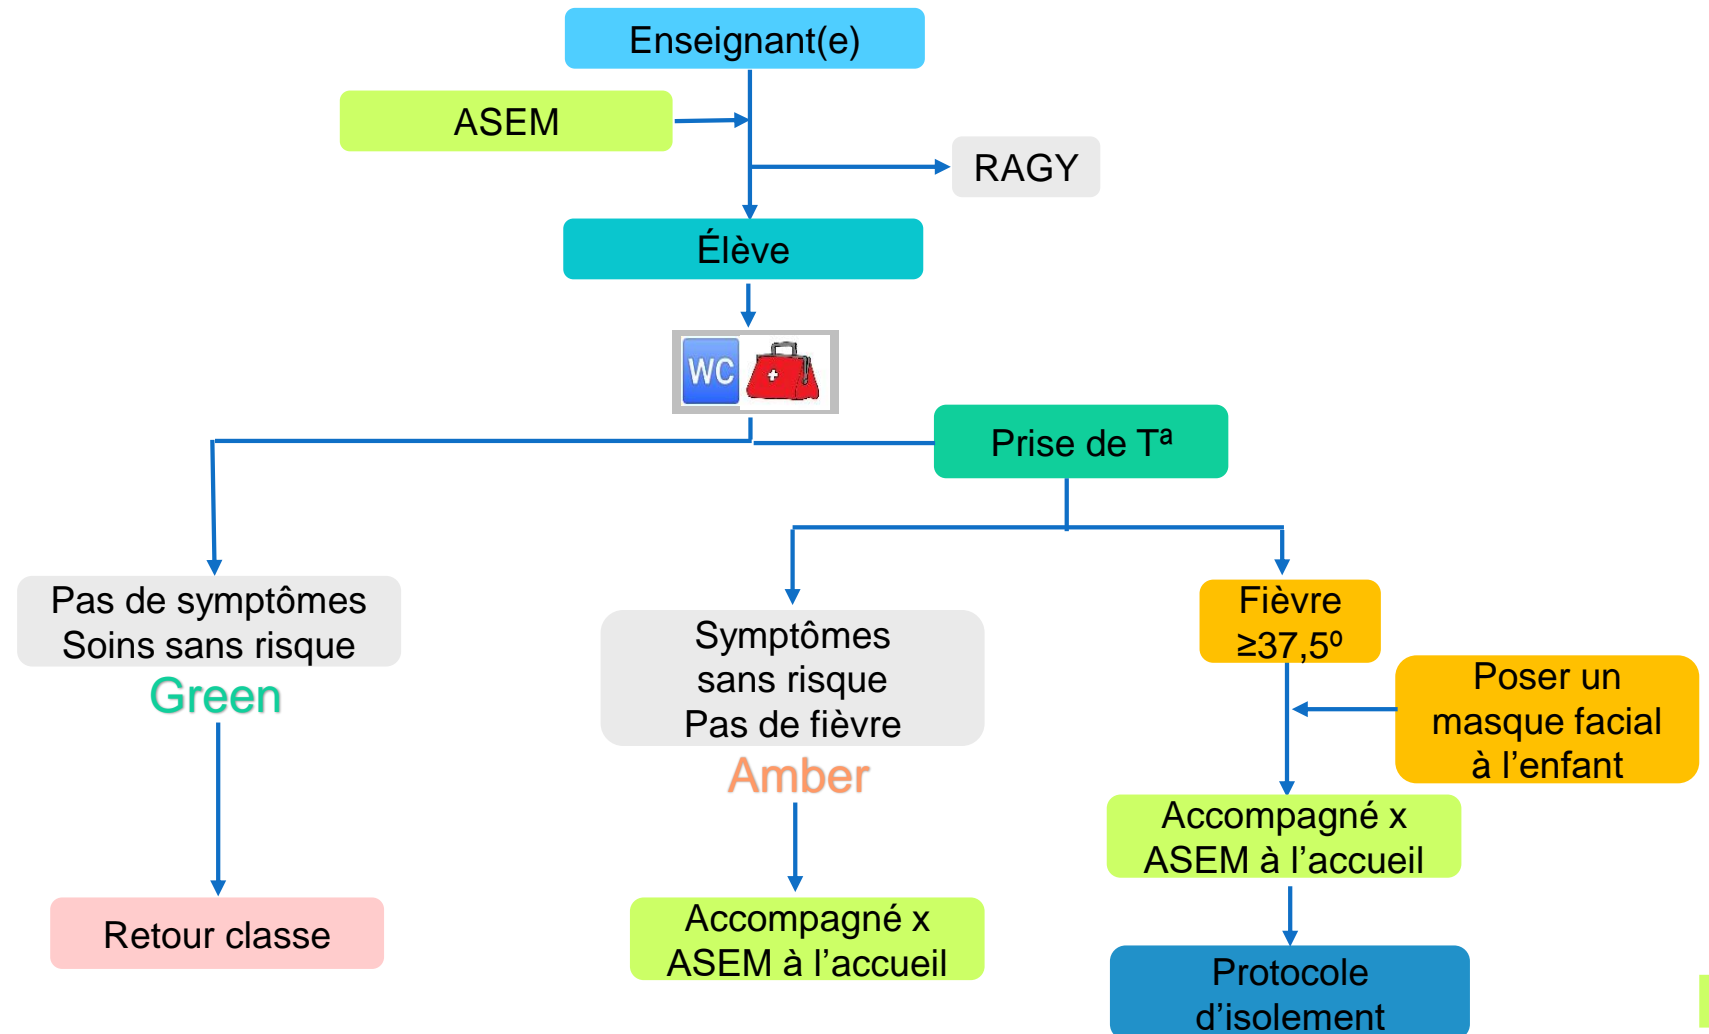 Enseignant(e)
ASEM
RAGY
Élève
WC
Prise de Tª
Pas de symptômes
Soins sans risque
Green
Symptômes
sans risque
Pas de fièvre
Amber
Fièvre
≥37,5º
Poser un
masque facial
à l’enfant
Accompagné x
ASEM à l’accueil
Retour classe
Accompagné x
ASEM à l’accueil
Protocole
d’isolement